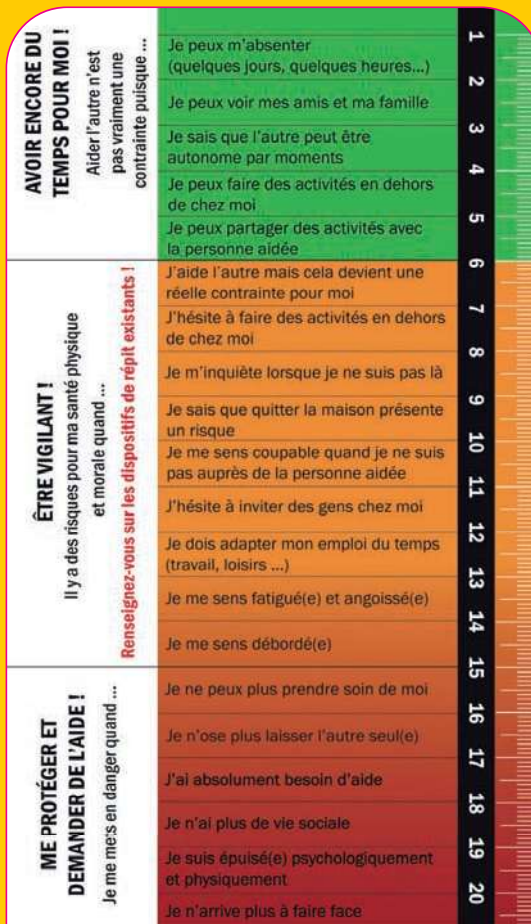 AVOIR ENCORE DU
TEMPS POUR MOI !
Aider l'autre n'est
pas vraiment une
contrainte puisque ...
1
Je peux m'absenter
(quelques jours, quelques heures...)
2
Je peux voir mes amis et ma famille
3
Je sais que l'autre peut être
autonome par moments
4
Je peux faire des activités en dehors
de chez moi
5
Je peux partager des activités avec
la personne aidée
ÊTRE VIGILANT !
Il y a des risques pour ma santé physique
et morale quand ...
Renseignez-vous sur les dispositifs de répit existants !
6
J'aide l'autre mais cela devient une
réelle contrainte pour moi
7
J'hésite à faire des activités en dehors
de chez moi
8
Je m'inquiète lorsque je ne suis pas là
9
Je sais que quitter la maison présente
un risque
10
Je me sens coupable quand je ne suis
pas auprès de la personne aidée
11
J'hésite à inviter des gens chez moi
12
Je dois adapter mon emploi du temps
(travail, loisirs ...)
13
Je me sens fatigué(e) et angoissé(e)
14
Je me sens débordé(e)
ME PROTÉGER ET
DEMANDER DE L'AIDE !
Je me me:s en danger quand ...
15
Je ne peux plus prendre soin de moi
16
Je n'ose plus laisser l'autre seul(e)
17
J'ai absolument besoin d'aide
18
Je n'ai plus de vie sociale
19
Je suis épuisé(e) psychologiquement
et physiquement
20
Je n'arrive plus à faire face